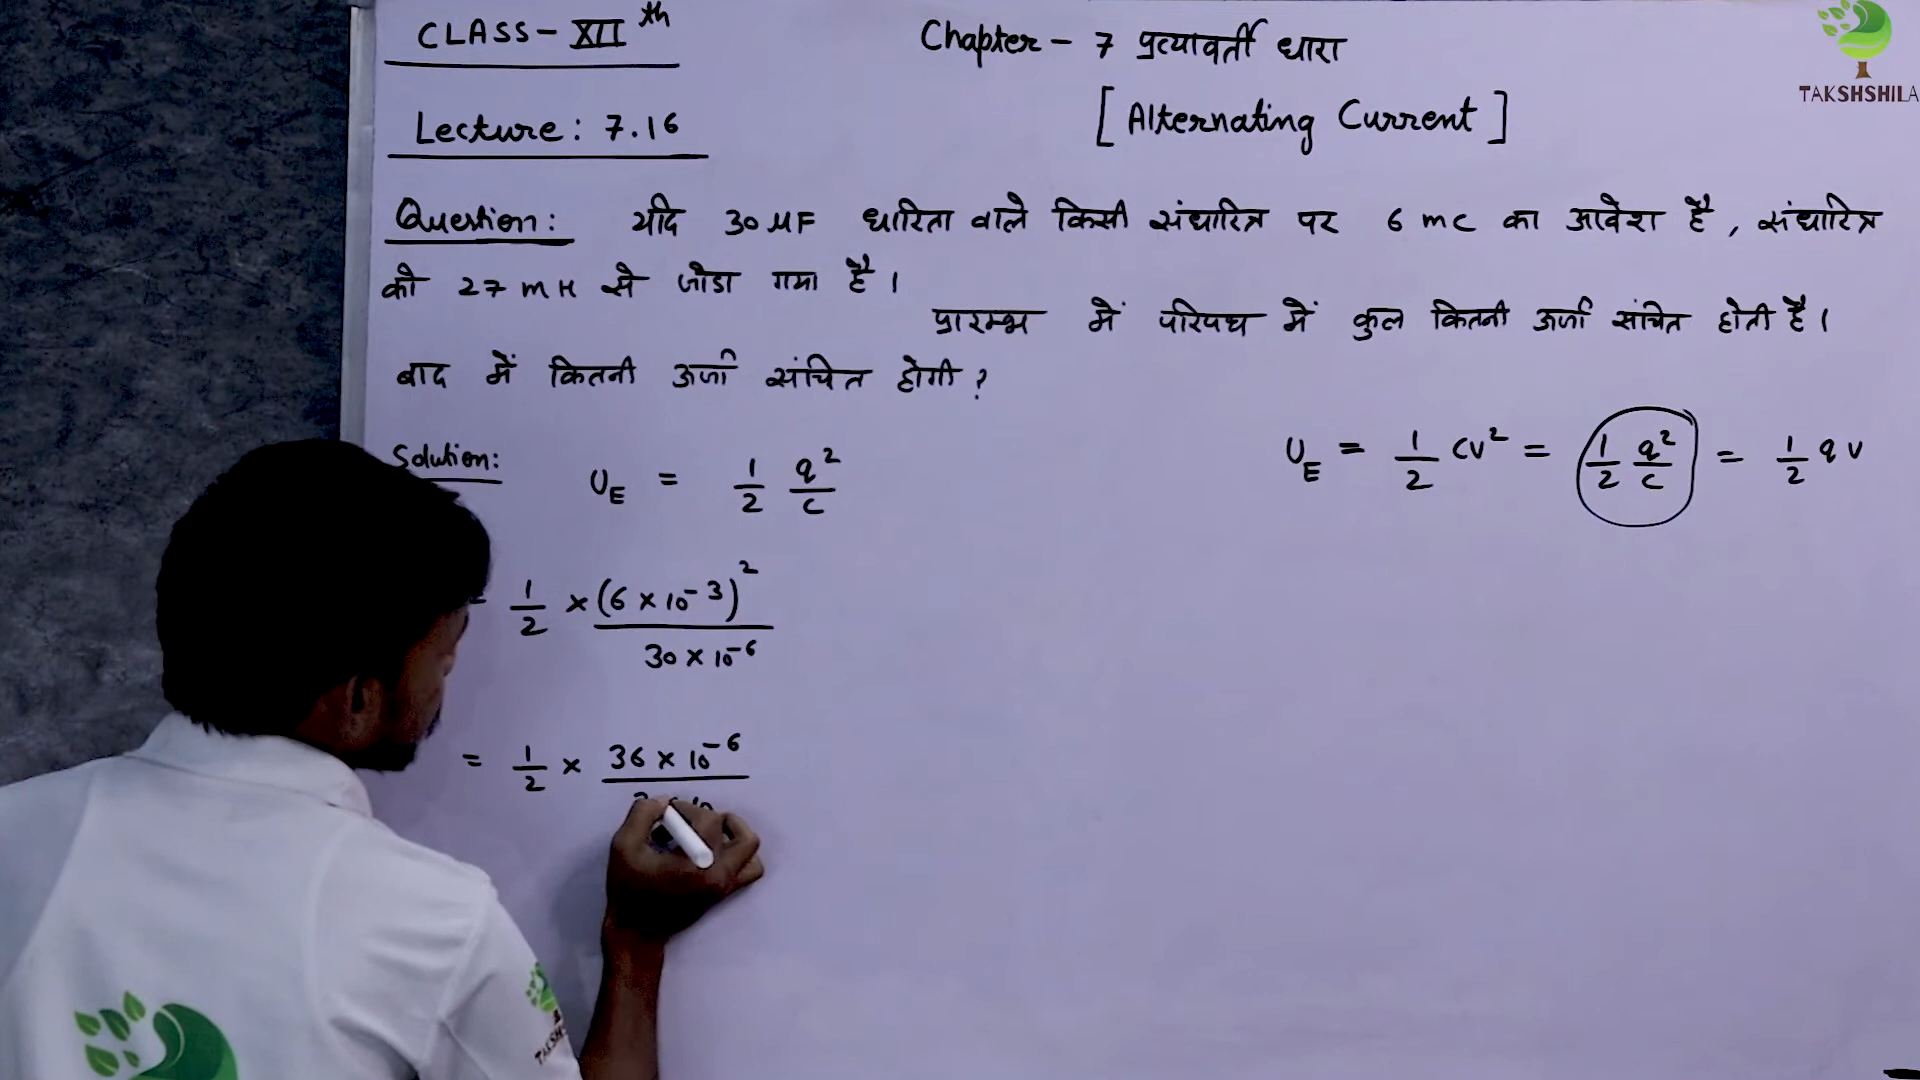 CLASS - XII th
Chapter - 7 प्रत्यावर्ती धारा
[Alternating Current]
TAKSHSHILA
Lecture: 7.16
Question: यदि 30 μF धारिता वाले किसी संधारित्र पर 6 mC का आवेश है, संधारित्र
को 27 mH से जोडा गया है।
प्रारम्भ में परिपथ में कुल कितनी ऊर्जा संचित होती है।
बाद में कितनी ऊर्जा संचित होगी?
Solution: U_E = 1/2 q²/c
U_E = 1/2 CV² = 1/2 q²/c = 1/2 qV
1/2 × (6 × 10⁻³)² / 30 × 10⁻⁶
= 1/2 × 36 × 10⁻⁶